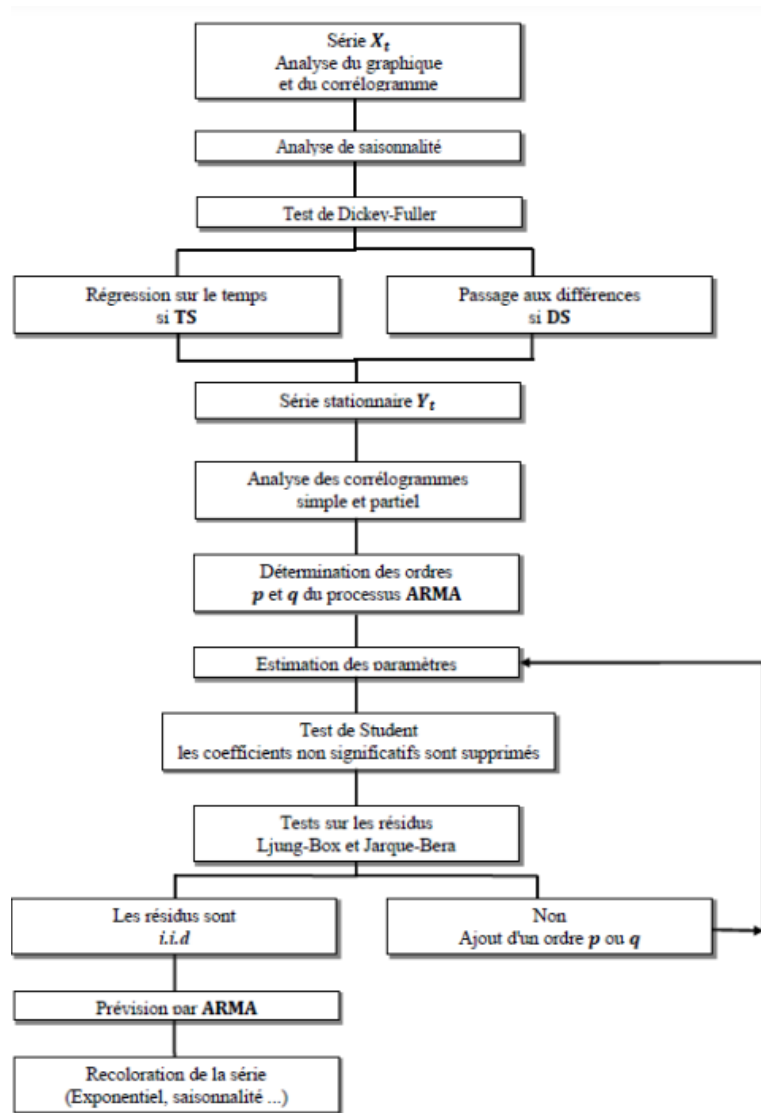 Série Xₜ
Analyse du graphique
et du corrélogramme
Analyse de saisonnalité
Test de Dickey-Fuller
Régression sur le temps
si TS
Passage aux différences
si DS
Série stationnaire Yₜ
Analyse des corrélogrammes
simple et partiel
Détermination des ordres
p et q du processus ARMA
Estimation des paramètres
Test de Student
les coefficients non significatifs sont supprimés
Tests sur les résidus
Ljung-Box et Jarque-Bera
Les résidus sont
i.i.d
Non
Ajout d'un ordre p ou q
Prévision par ARMA
Recoloration de la série
(Exponentiel, saisonnalité ...)